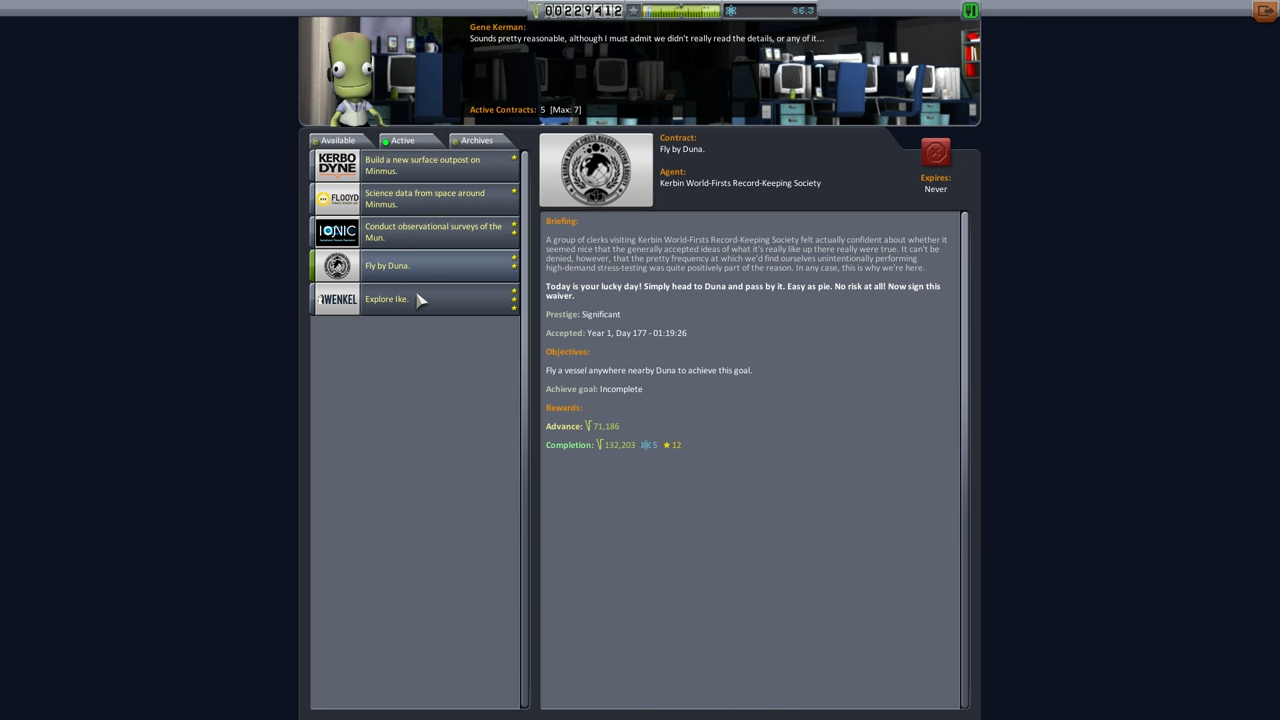 00229412
86.3
Gene Kerman:
Sounds pretty reasonable, although I must admit we didn't really read the details, or any of it...
Active Contracts: 5 [Max: 7]
Available
Active
Archives
KERBO DYNE
Build a new surface outpost on
Minmus.
FLOOYD
Science data from space around
Minmus.
IONIC
Conduct observational surveys of the
Mun.
Fly by Duna.
WENKEL
Explore Ike.
Contract:
Fly by Duna.
Agent:
Kerbin World-Firsts Record-Keeping Society
Expires:
Never
Briefing:
A group of clerks visiting Kerbin World-Firsts Record-Keeping Society felt actually confident about whether it
seemed nice that the generally accepted ideas of what it's really like up there really were true. It can't be
denied, however, that the pretty frequency at which we'd find ourselves unintentionally performing
high-demand stress-testing was quite positively part of the reason. In any case, this is why we're here.
Today is your lucky day! Simply head to Duna and pass by it. Easy as pie. No risk at all! Now sign this
waiver.
Prestige: Significant
Accepted: Year 1, Day 177 - 01:19:26
Objectives:
Fly a vessel anywhere nearby Duna to achieve this goal.
Achieve goal: Incomplete
Rewards:
Advance: 71,186
Completion: 132,203 5 12